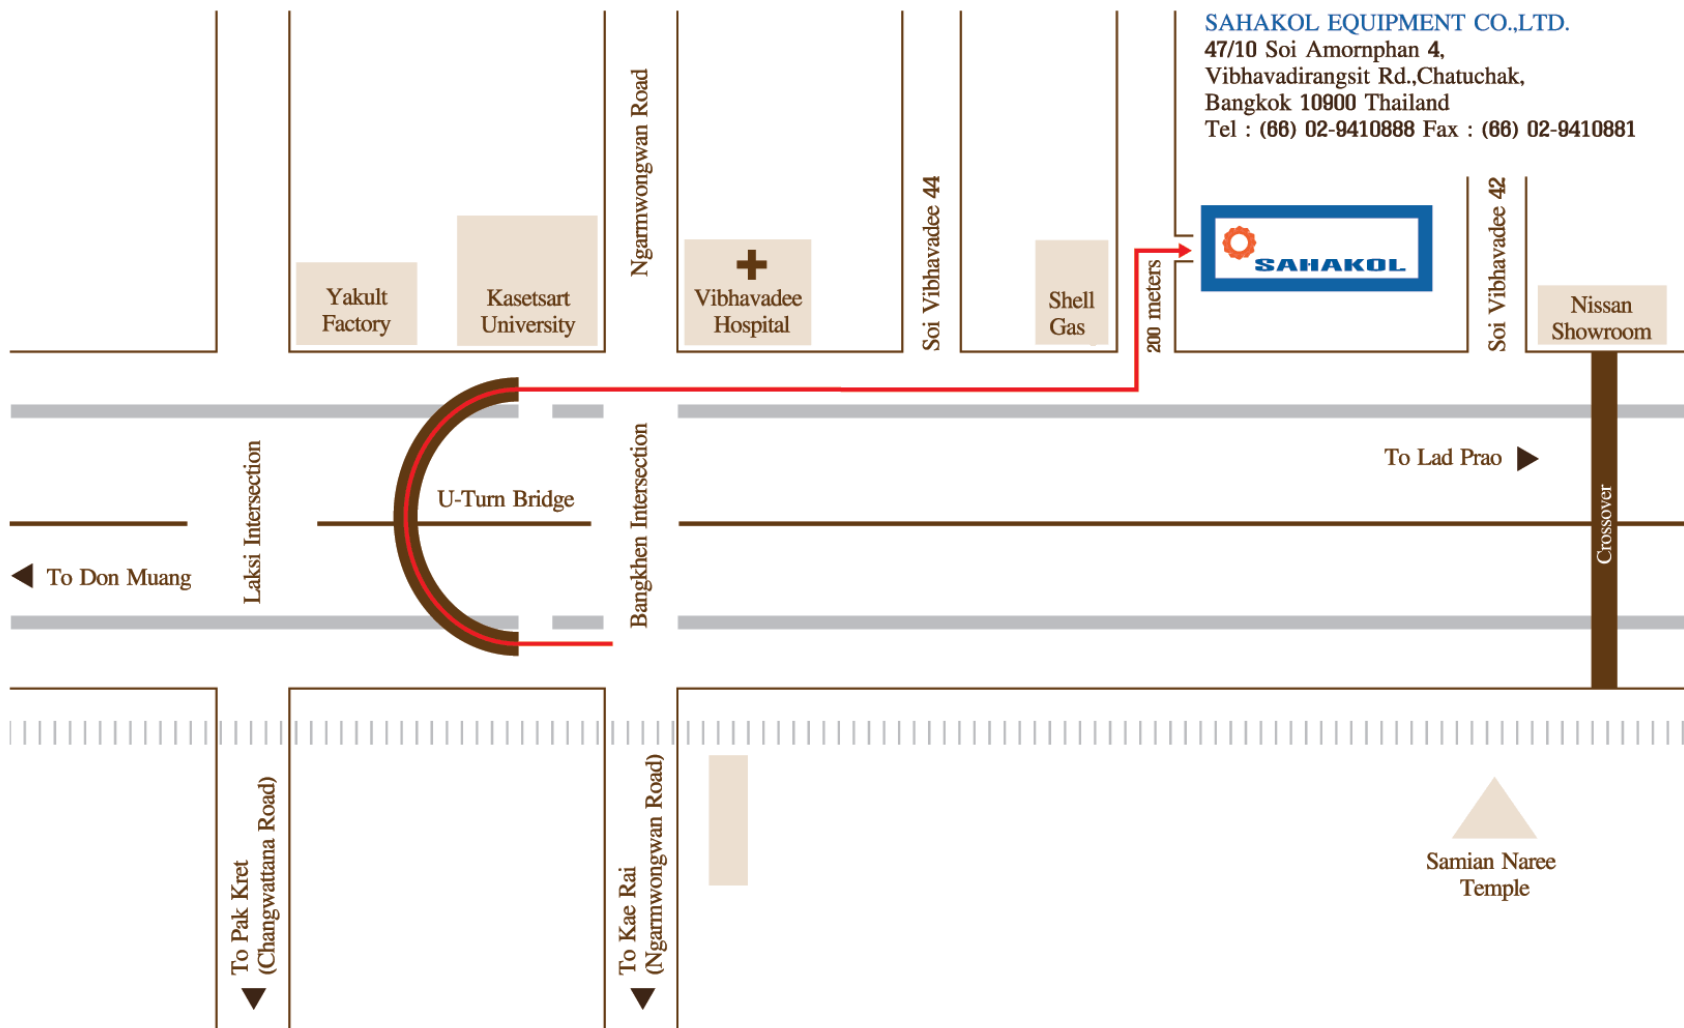 SAHAKOL EQUIPMENT CO.,LTD.
47/10 Soi Amornphan 4,
Vibhavadirangsit Rd.,Chatuchak,
Bangkok 10900 Thailand
Tel : (66) 02-9410888 Fax : (66) 02-9410881
Ngarmwongwan Road
Soi Vibhavadee 44
200 meters
SAHAKOL
Soi Vibhavadee 42
Yakult
Factory
Kasetsart
University
Vibhavadee
Hospital
Shell
Gas
Nissan
Showroom
Laksi Intersection
U-Turn Bridge
Bangkhen Intersection
To Lad Prao
Crossover
To Don Muang
To Pak Kret
(Changwattana Road)
To Kae Rai
(Ngarmwongwan Road)
Samian Naree
Temple